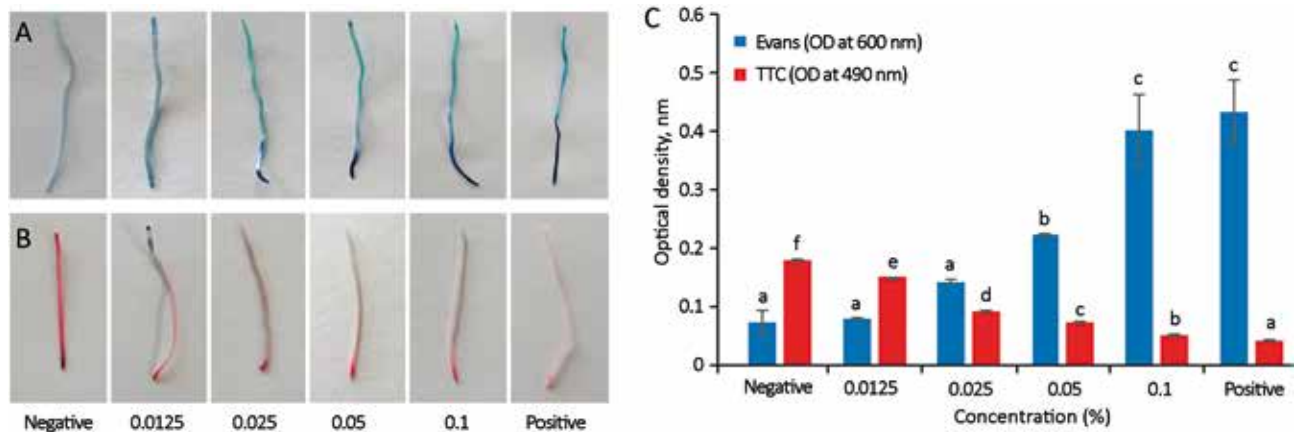 A
B
Negative 0.0125 0.025 0.05 0.1 Positive
C
0.6
0.5
0.4
0.3
0.2
0.1
0
Optical density, nm
Evans (OD at 600 nm)
TTC (OD at 490 nm)
a f a e a d b c c b c a
Negative 0.0125 0.025 0.05 0.1 Positive
Concentration (%)